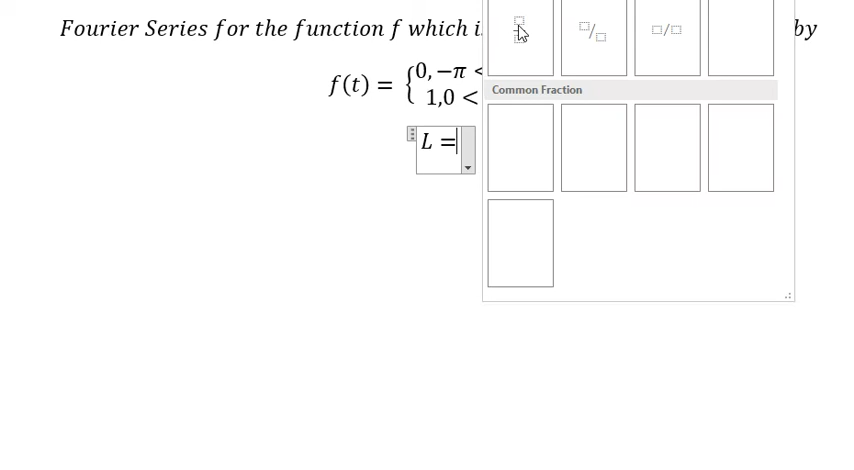 Fourier Series for the function f which i by
f(t) = {0, −π <
1,0 <
L =
Common Fraction